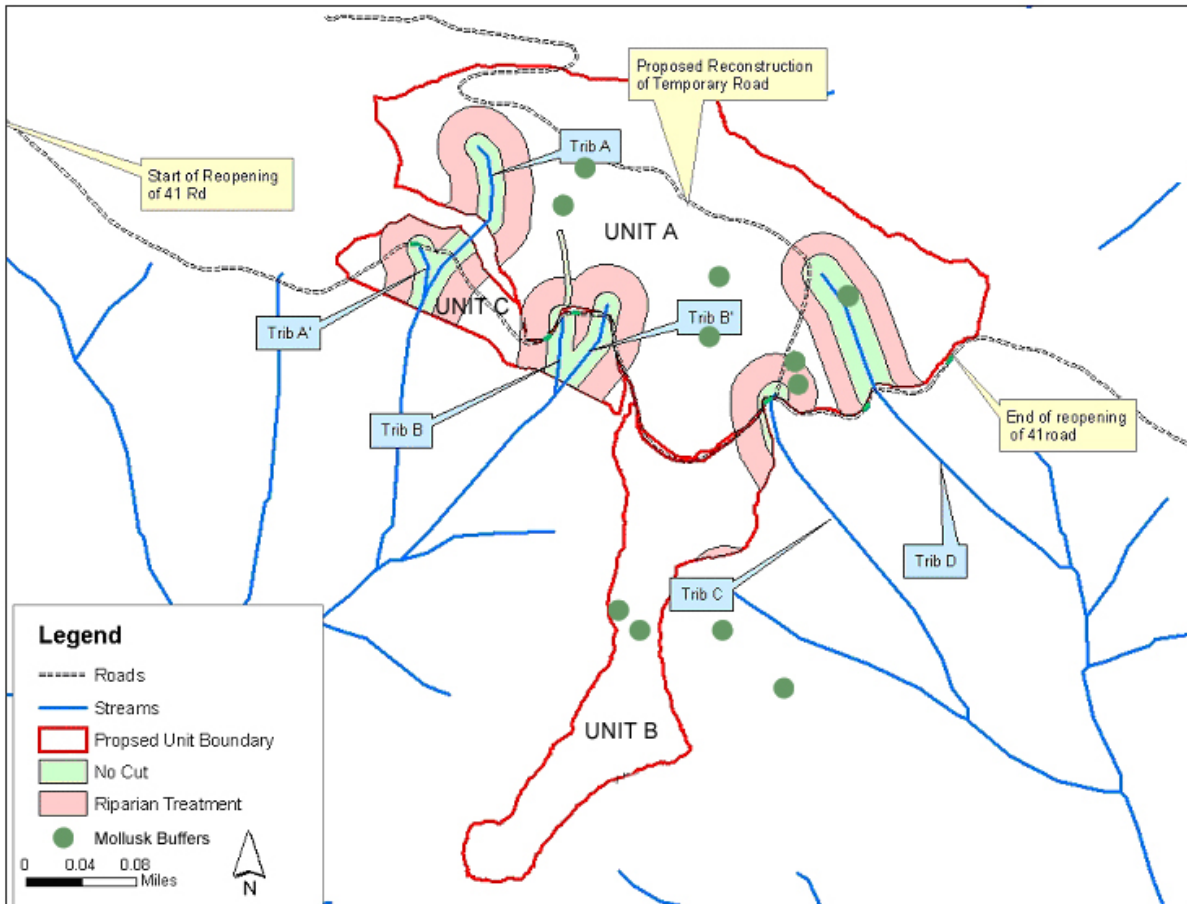 Proposed Reconstruction
of Temporary Road
Trib A
Start of Reopening
of 41 Rd
UNIT A
UNIT C
Trib A'
Trib B'
Trib B
End of reopening
of 41road
Trib D
Trib C
UNIT B
Legend
Roads
Streams
Propsed Unit Boundary
No Cut
Riparian Treatment
Mollusk Buffers
0 0.04 0.08
Miles
N